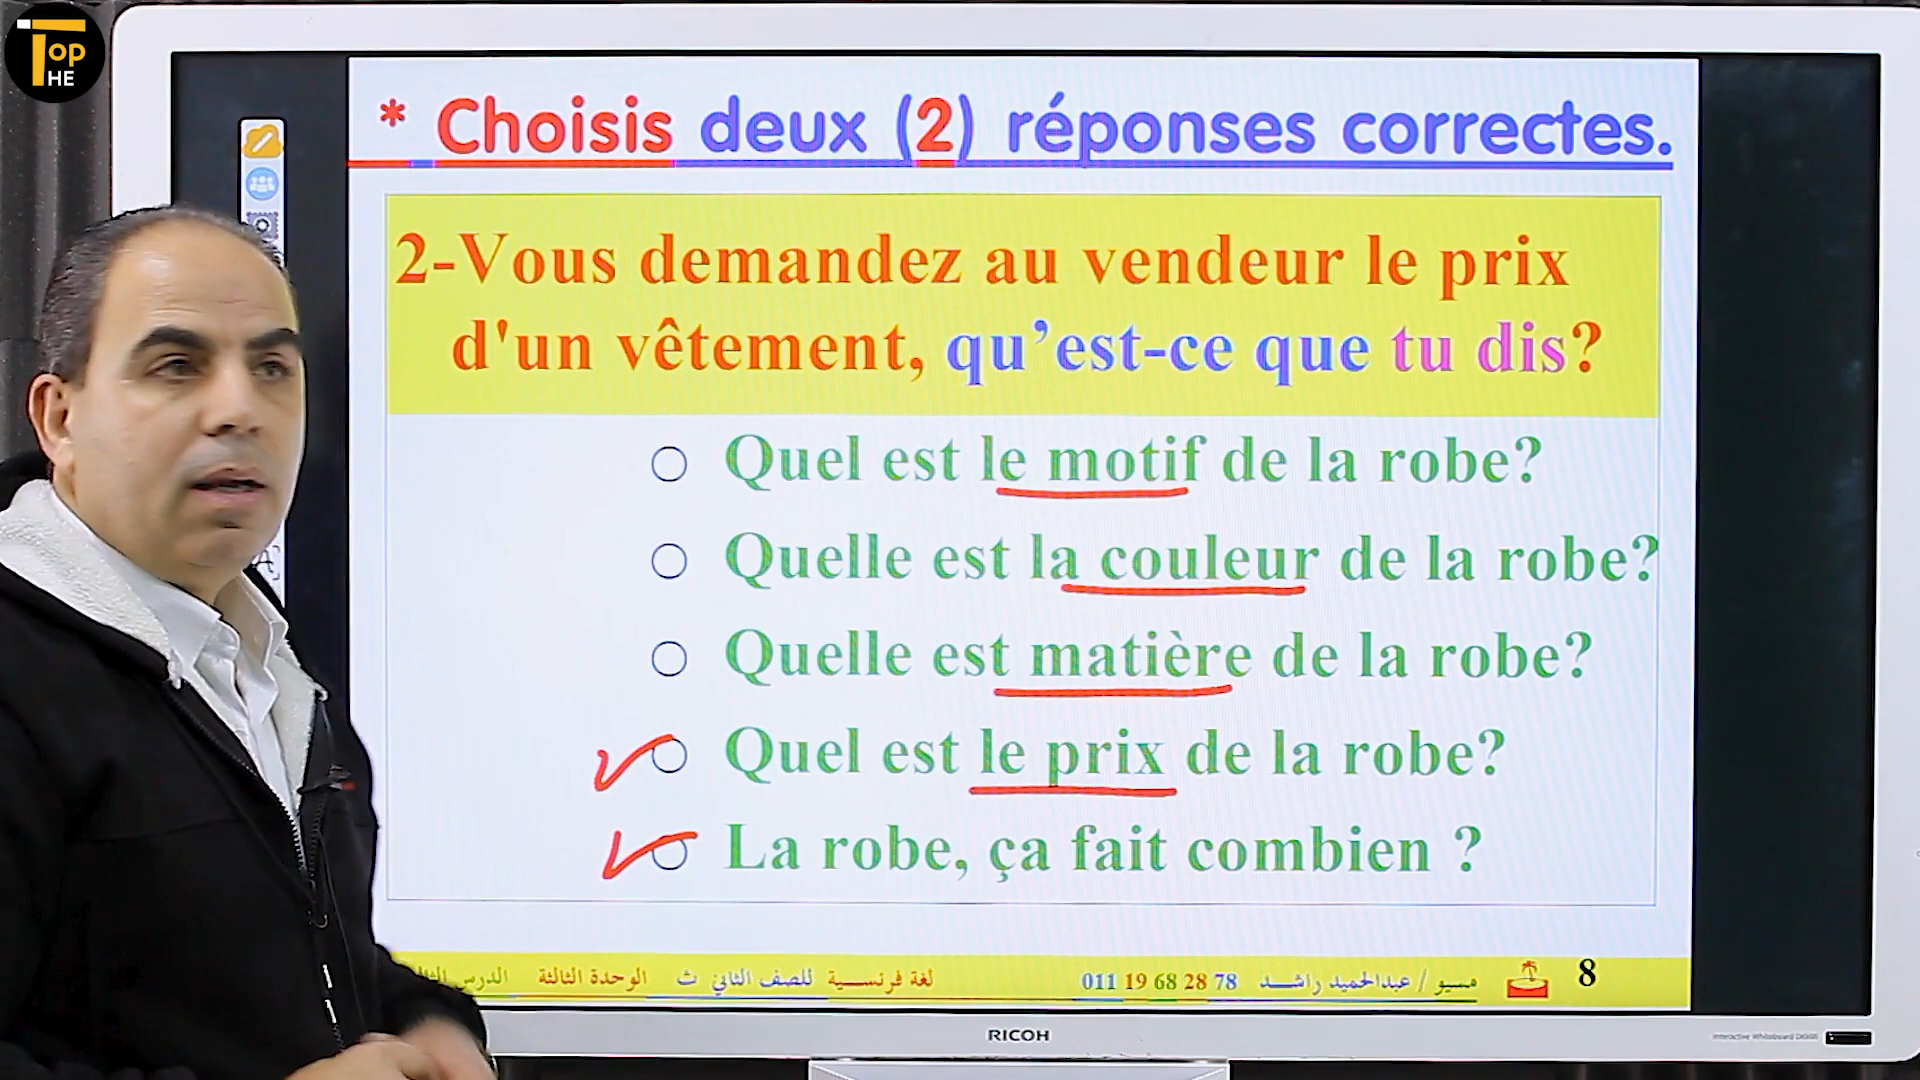 TOP
THE
* Choisis deux (2) réponses correctes.
2-Vous demandez au vendeur le prix
d'un vêtement, qu’est-ce que tu dis?
Quel est le motif de la robe?
Quelle est la couleur de la robe?
Quelle est matière de la robe?
Quel est le prix de la robe?
La robe, ça fait combien ?
8 مسيو / عبدالحميد راشد 011 19 68 28 78 لغة فرنسية للصف الثاني ث الوحدة الثالثة الدرس
RICOH